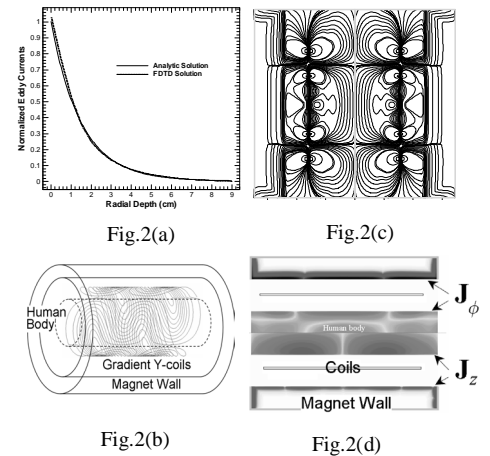 Normalized Eddy Currents
1
0.9
0.8
0.7
0.6
0.5
0.4
0.3
0.2
0.1
0
Analytic Solution
FDTD Solution
0 1 2 3 4 5 6 7 8 9
Radial Depth (cm)
Fig.2(a)
Fig.2(c)
Human
Body
Gradient Y-coils
Magnet Wall
Fig.2(b)
Human body
Coils
Magnet Wall
J_ϕ
J_z
Fig.2(d)